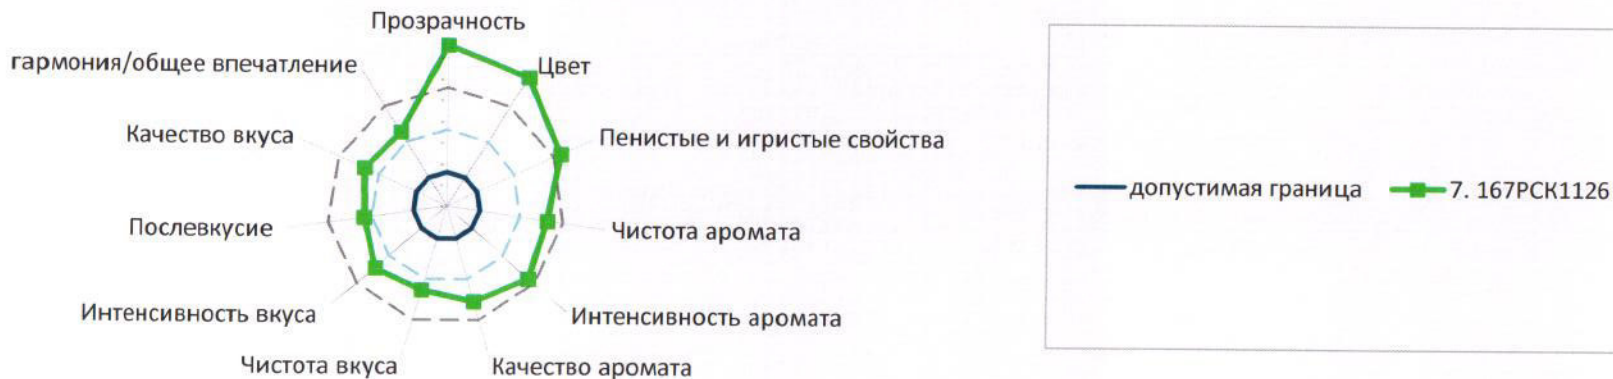 Прозрачность
гармония/общее впечатление
Цвет
Качество вкуса
Пенистые и игристые свойства
допустимая граница
7. 167РСК1126
Послевкусие
Чистота аромата
Интенсивность вкуса
Интенсивность аромата
Чистота вкуса
Качество аромата